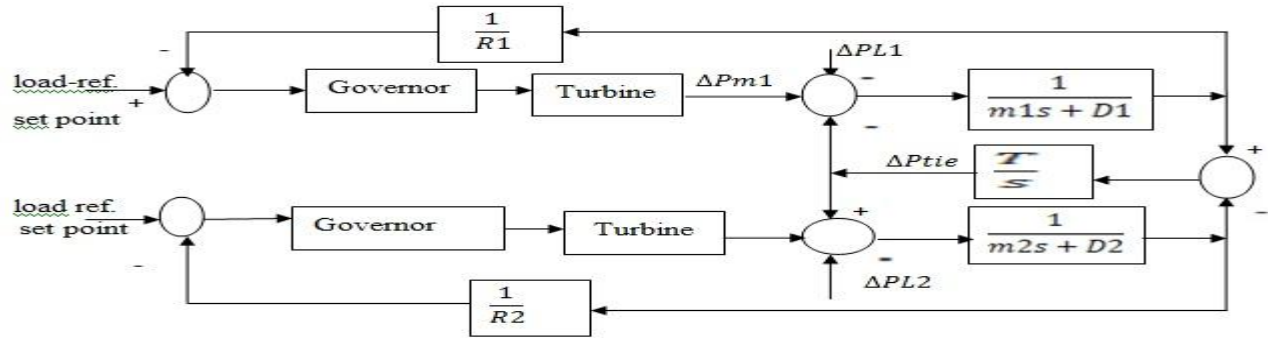 1
R1
-
ΔPL1
load-ref.
+
set point
Governor
Turbine
ΔPm1
-
-
1
m1s + D1
ΔPtie
T
s
+
-
load ref.
set point
-
Governor
Turbine
+
-
1
m2s + D2
ΔPL2
1
R2